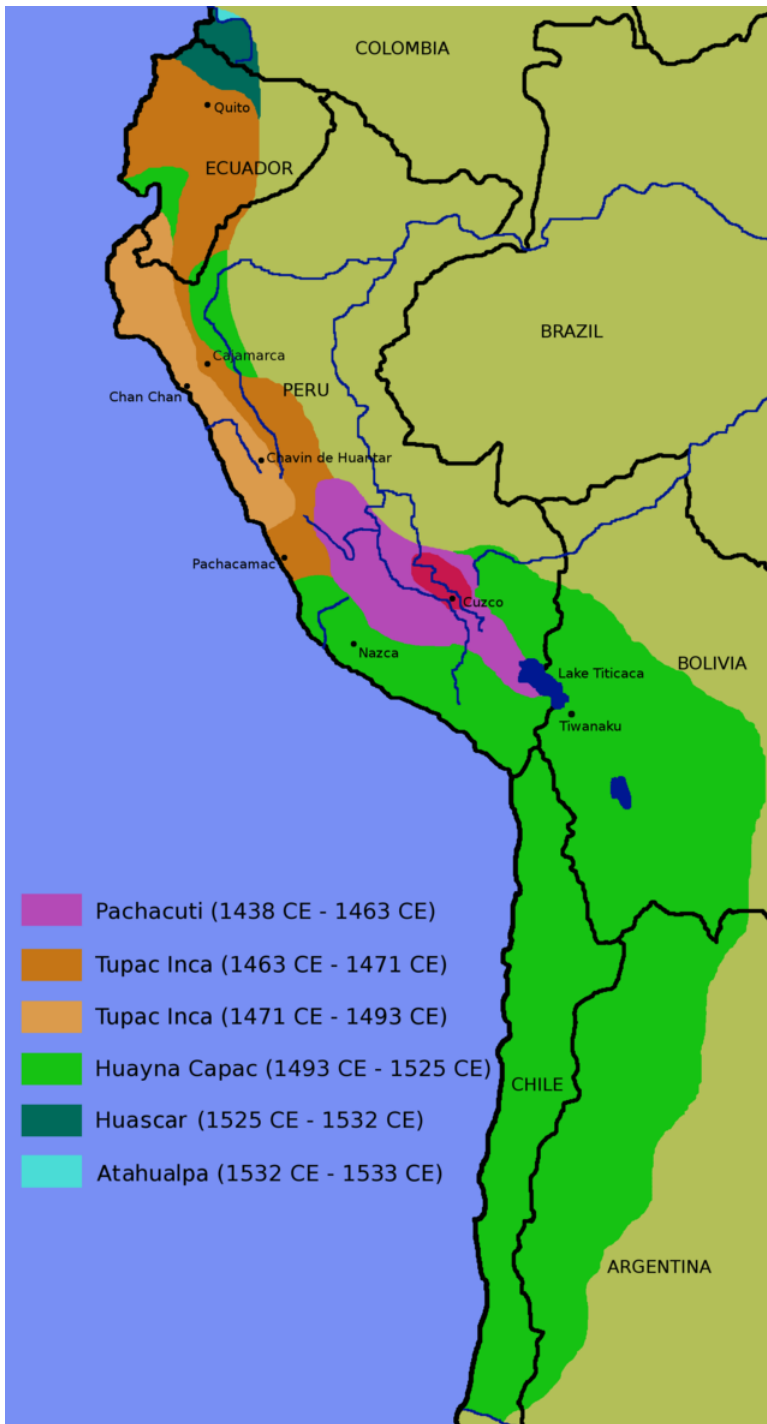 COLOMBIA
Quito
ECUADOR
BRAZIL
Cajamarca
PERU
Chan Chan
Chavin de Huantar
Pachacamac
Cuzco
Nazca
BOLIVIA
Lake Titicaca
Tiwanaku
Pachacuti (1438 CE - 1463 CE)
Tupac Inca (1463 CE - 1471 CE)
Tupac Inca (1471 CE - 1493 CE)
Huayna Capac (1493 CE - 1525 CE)
CHILE
Huascar (1525 CE - 1532 CE)
Atahualpa (1532 CE - 1533 CE)
ARGENTINA